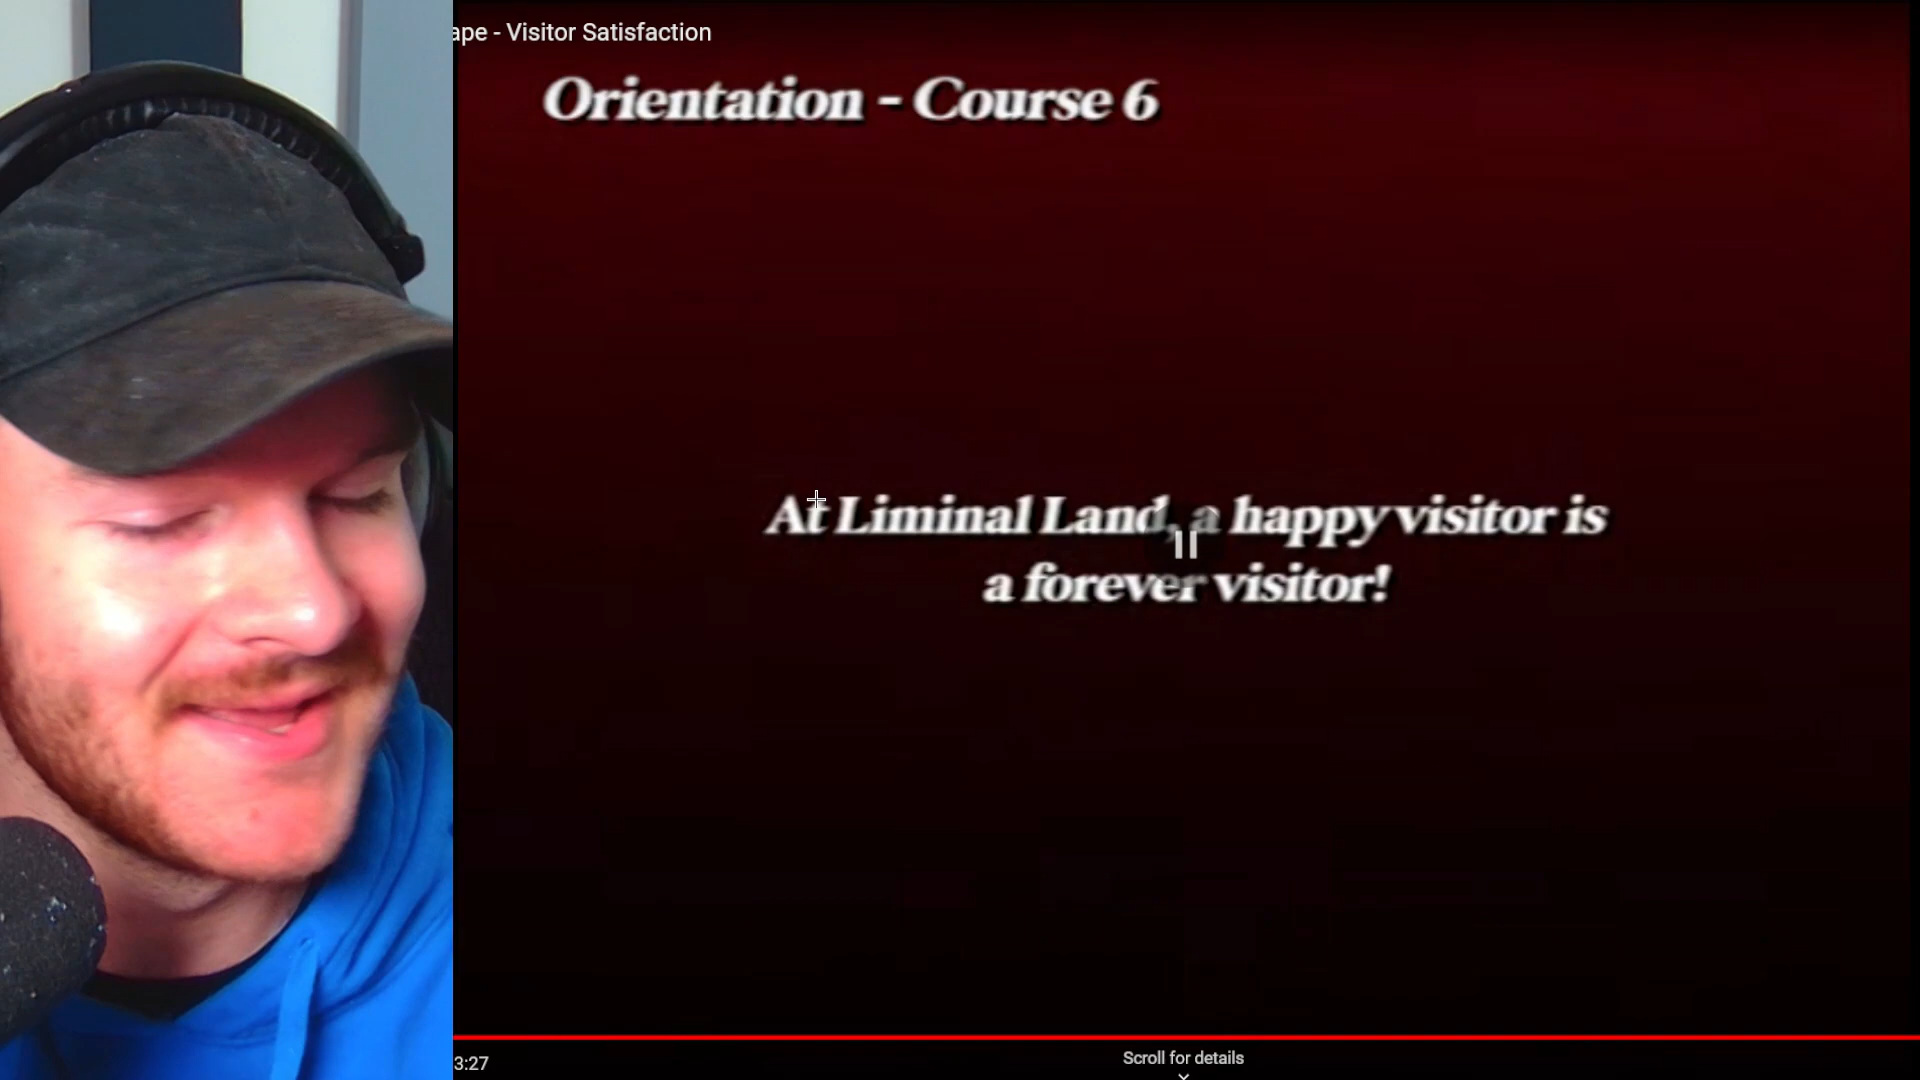 ape - Visitor Satisfaction
Orientation - Course 6
At Liminal Land, a happy visitor is
a forever visitor!
3:27
Scroll for details